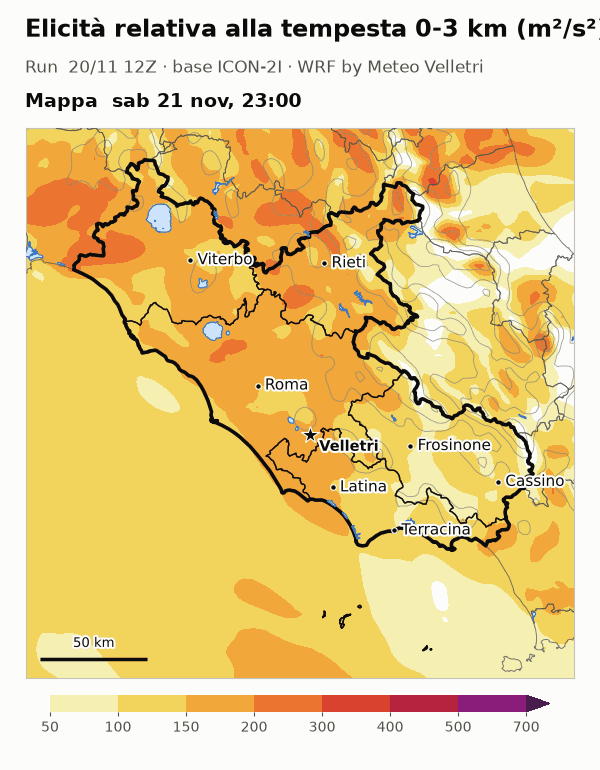 Elicità relativa alla tempesta 0-3 km (m²/s²)
Run  20/11 12Z · base ICON-2I · WRF by Meteo Velletri
Mappa  sab 21 nov, 23:00
Viterbo
Rieti
Roma
Velletri
Frosinone
Latina
Cassino
Terracina
50 km
50 100 150 200 300 400 500 700